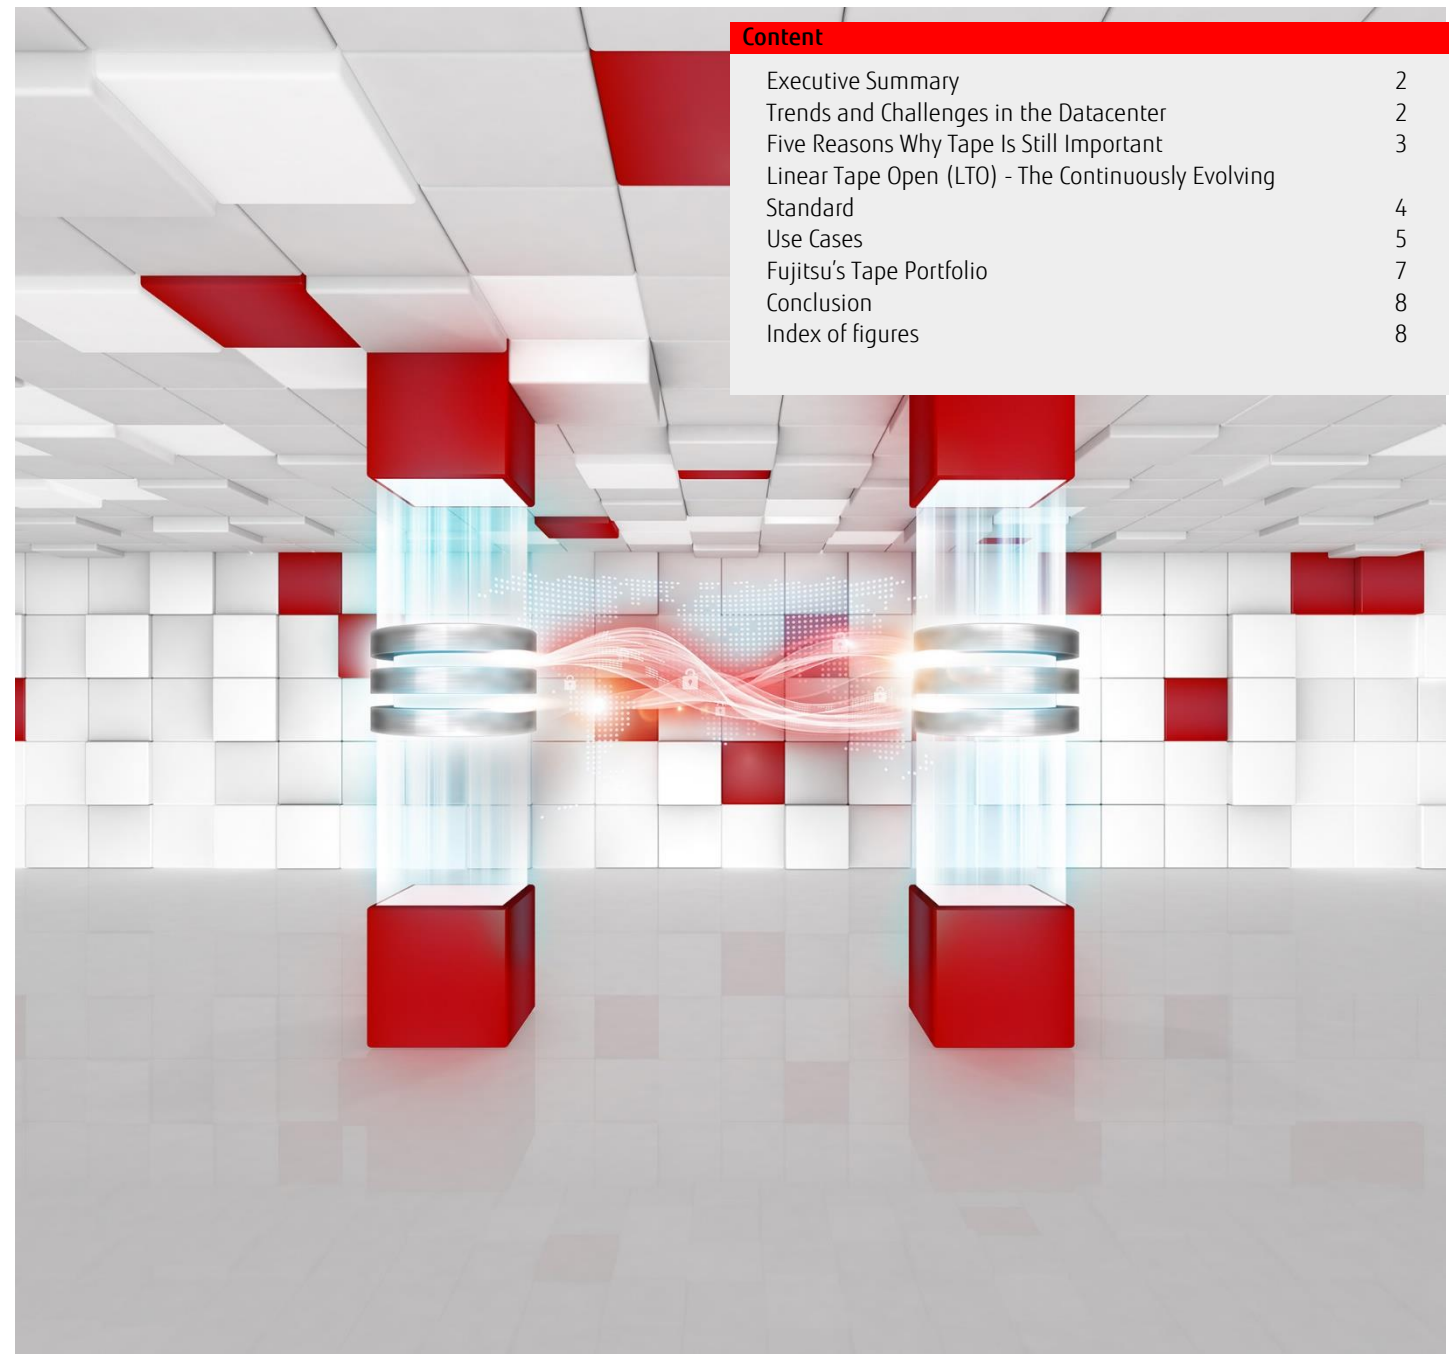 Content
Executive Summary 2
Trends and Challenges in the Datacenter 2
Five Reasons Why Tape Is Still Important 3
Linear Tape Open (LTO) - The Continuously Evolving
Standard 4
Use Cases 5
Fujitsu's Tape Portfolio 7
Conclusion 8
Index of figures 8